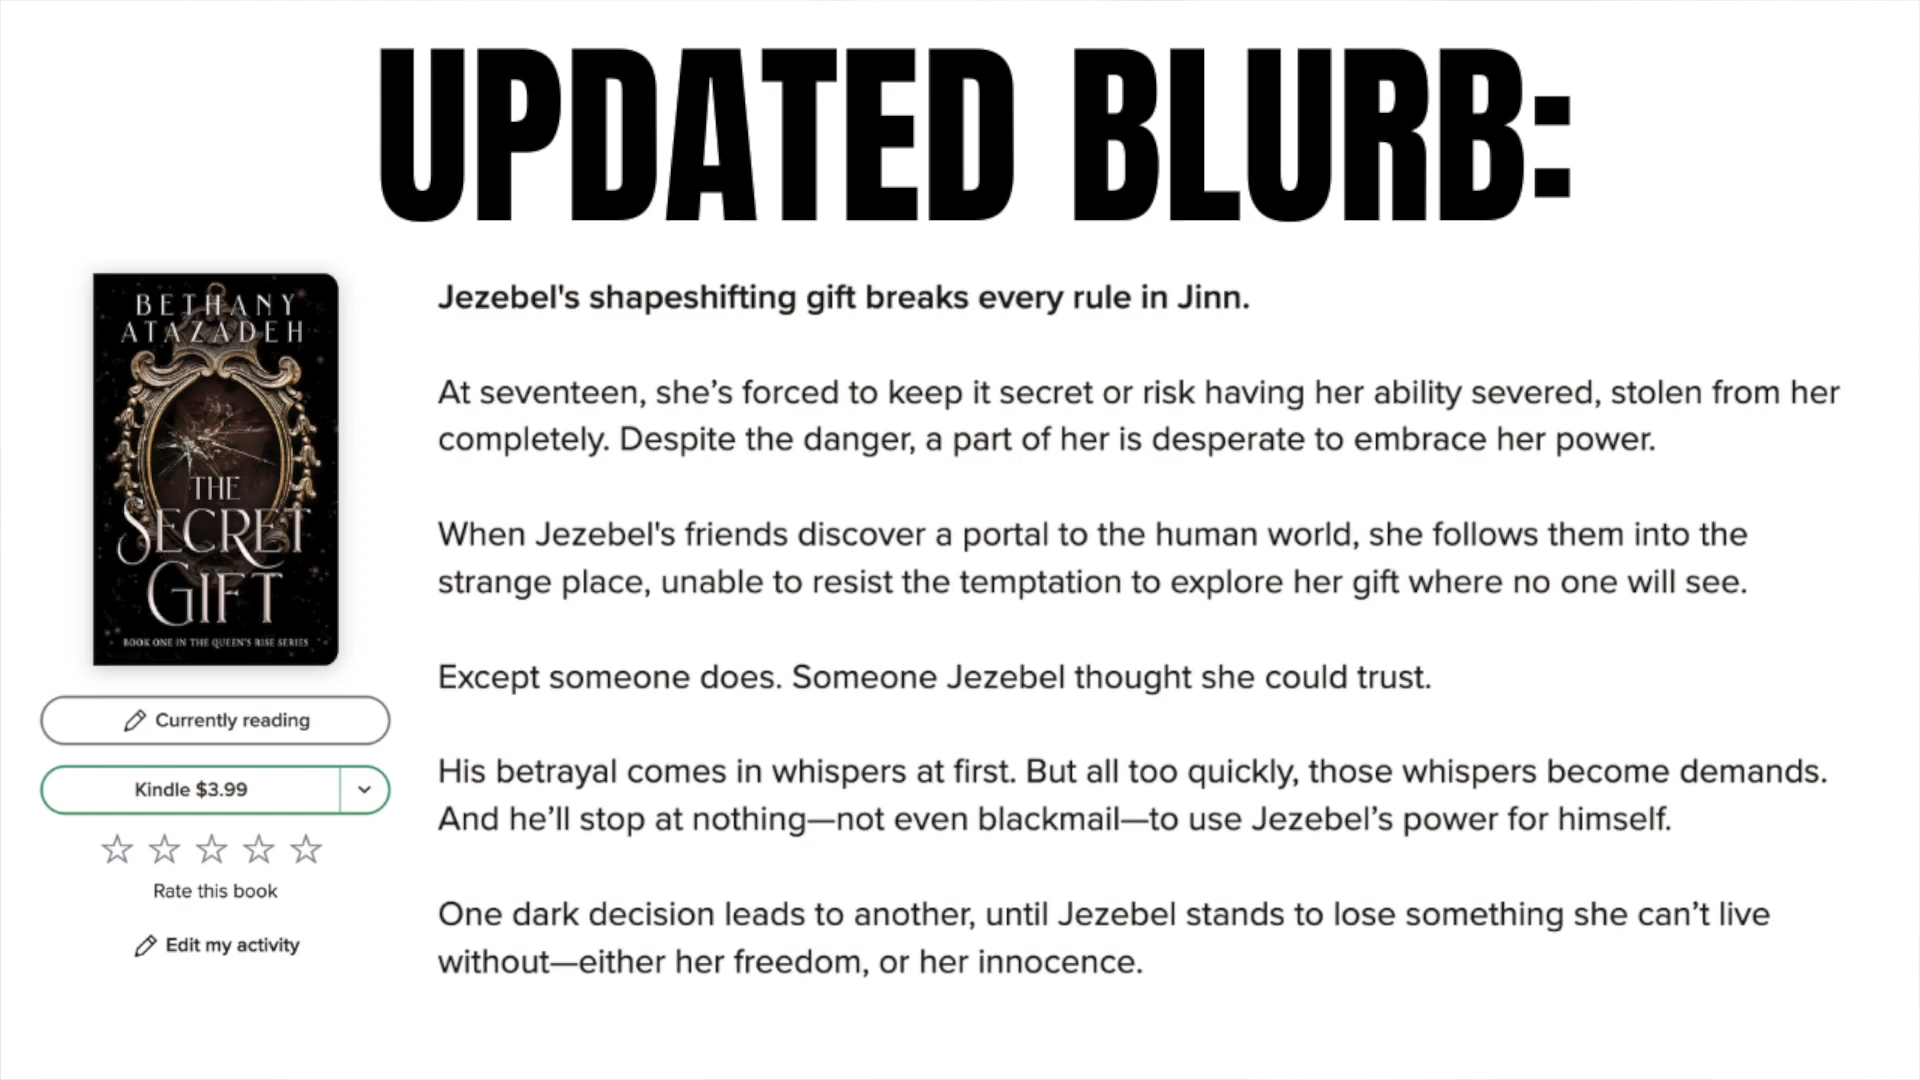 UPDATED BLURB:
BETHANY
ATAZADEH
THE
SECRET
GIFT
BOOK ONE IN THE QUEEN'S RISE SERIES
Currently reading
Kindle $3.99
Rate this book
Edit my activity
Jezebel's shapeshifting gift breaks every rule in Jinn.
At seventeen, she’s forced to keep it secret or risk having her ability severed, stolen from her
completely. Despite the danger, a part of her is desperate to embrace her power.
When Jezebel's friends discover a portal to the human world, she follows them into the
strange place, unable to resist the temptation to explore her gift where no one will see.
Except someone does. Someone Jezebel thought she could trust.
His betrayal comes in whispers at first. But all too quickly, those whispers become demands.
And he’ll stop at nothing—not even blackmail—to use Jezebel’s power for himself.
One dark decision leads to another, until Jezebel stands to lose something she can’t live
without—either her freedom, or her innocence.